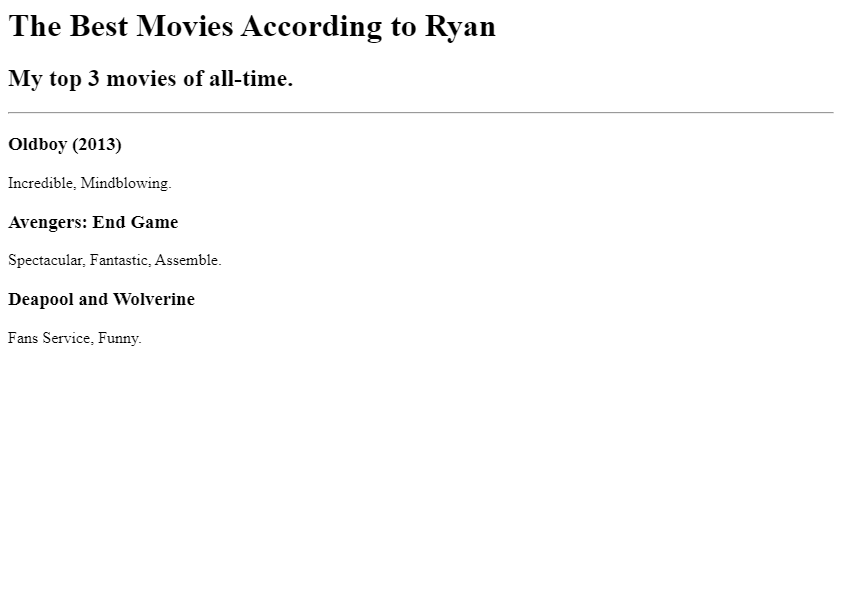 The Best Movies According to Ryan
My top 3 movies of all-time.
Oldboy (2013)
Incredible, Mindblowing.
Avengers: End Game
Spectacular, Fantastic, Assemble.
Deapool and Wolverine
Fans Service, Funny.